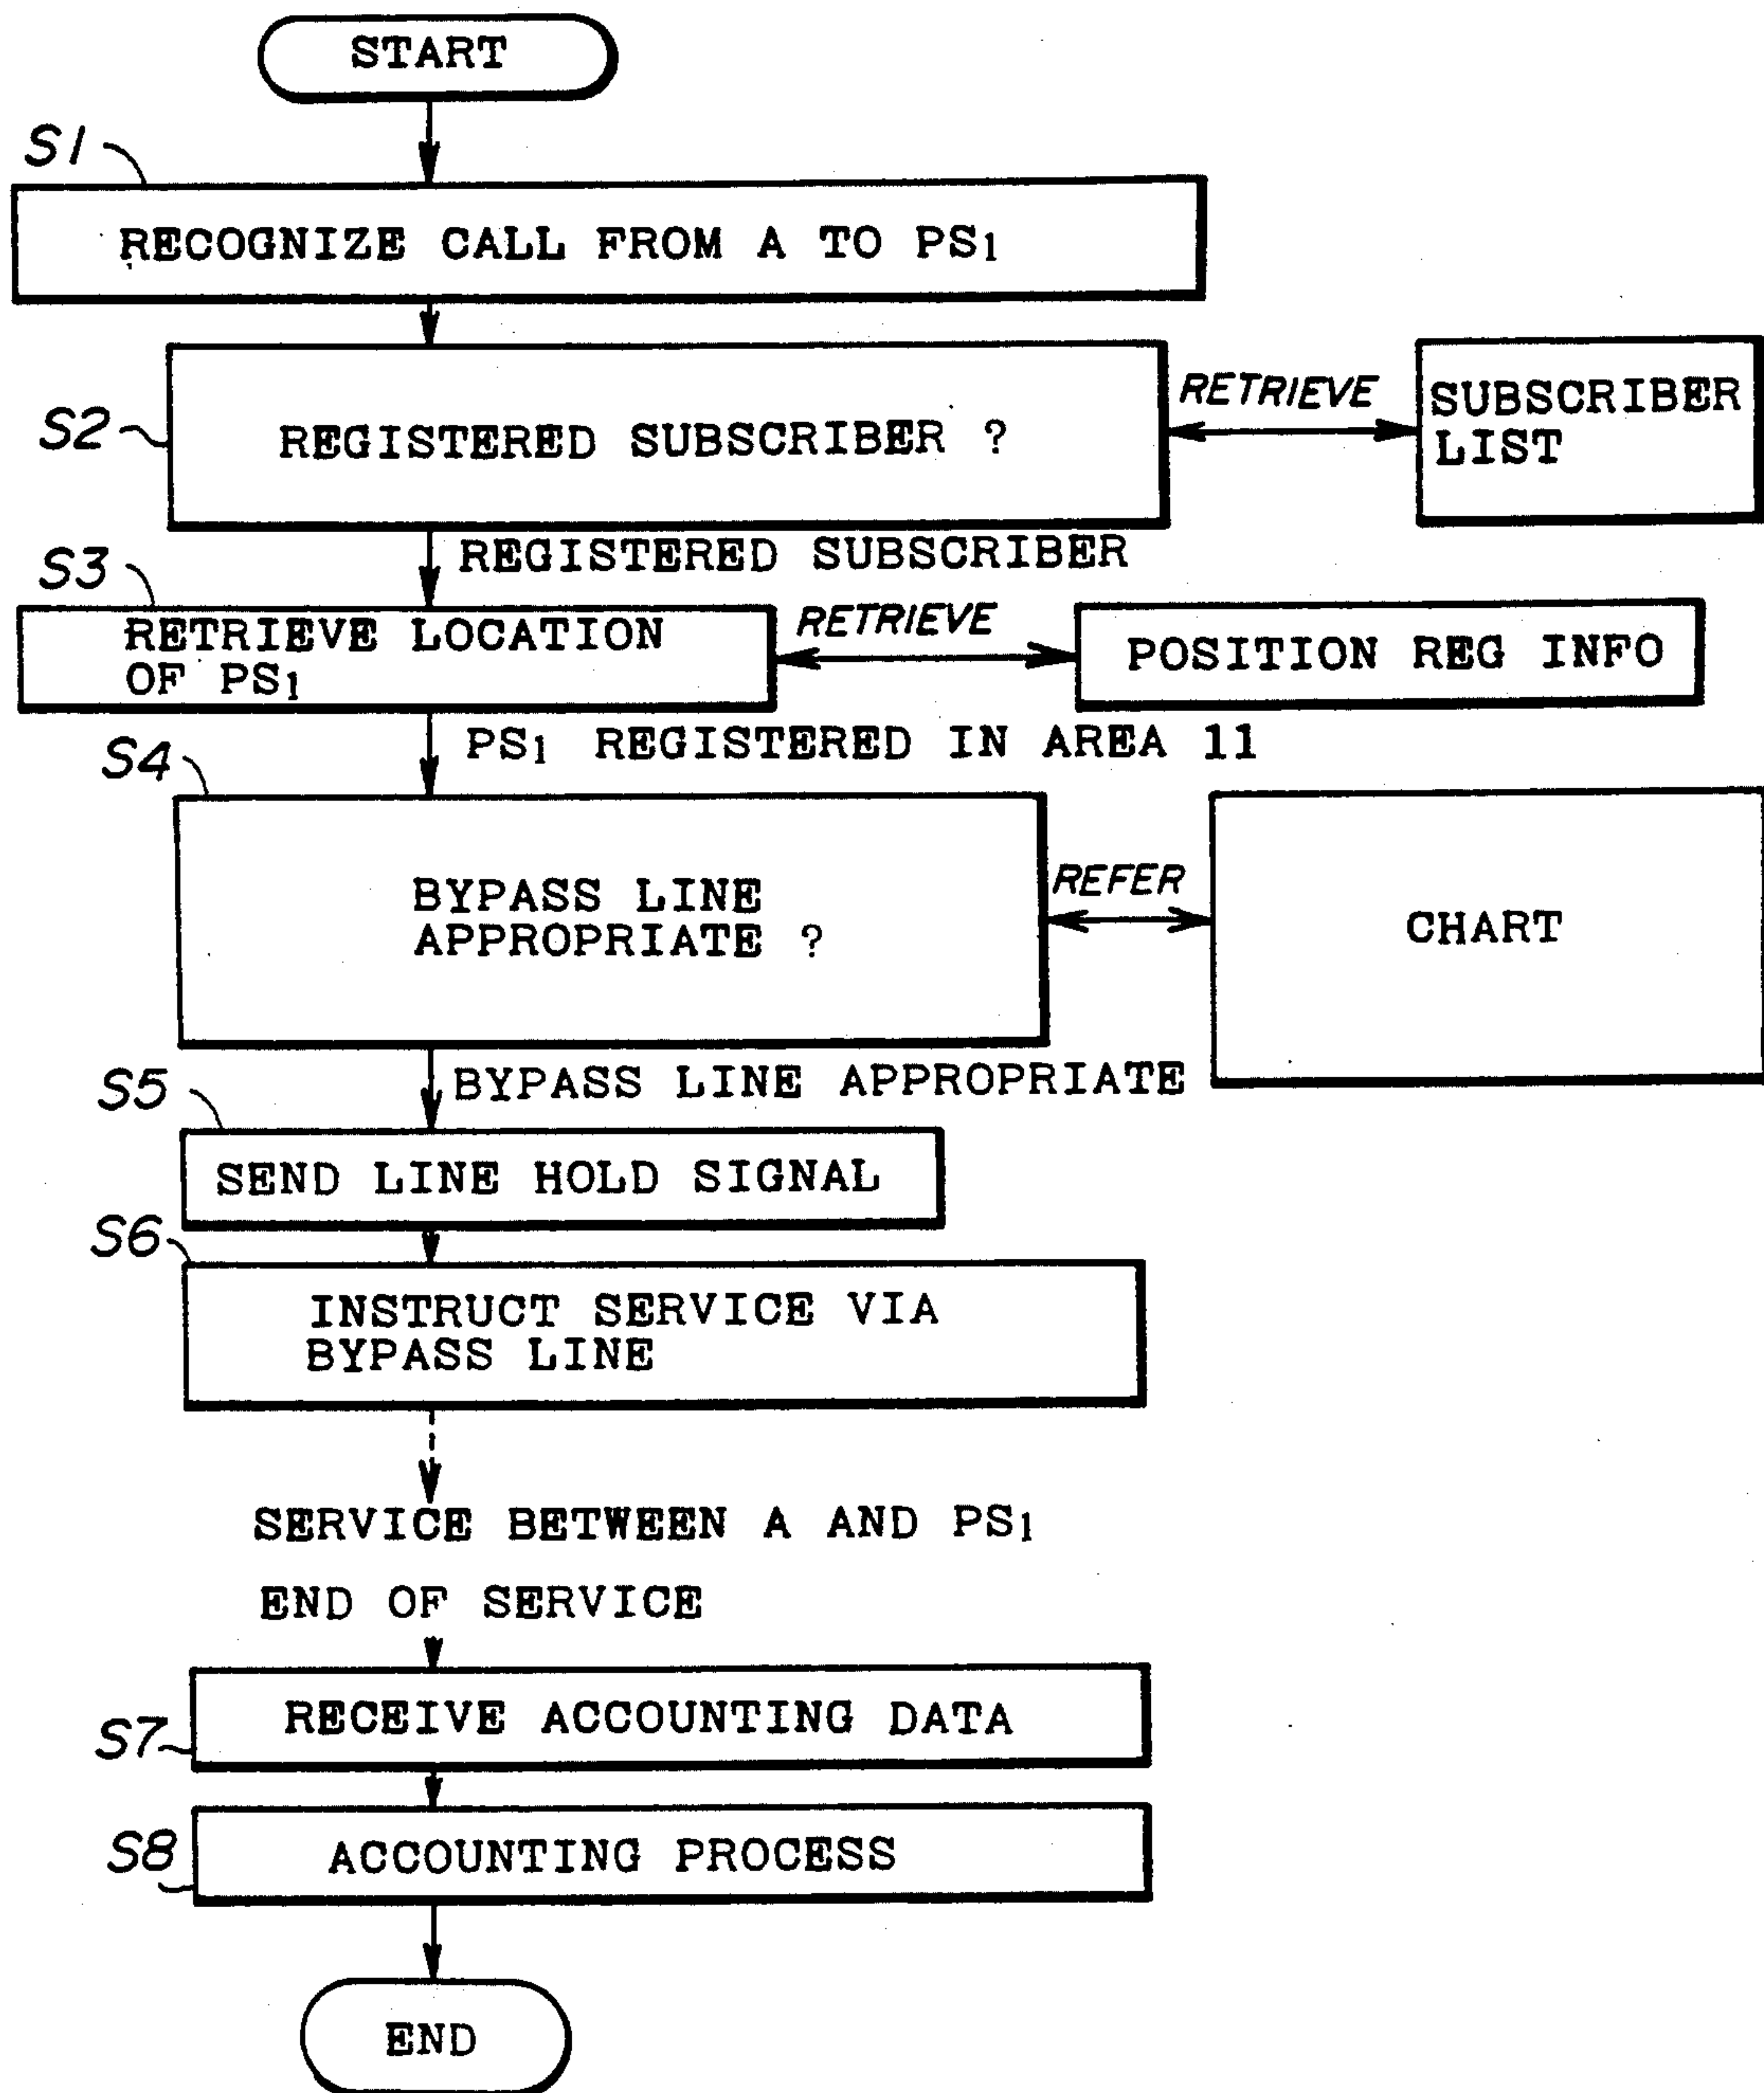 START
S1
RECOGNIZE CALL FROM A TO PS1
S2
REGISTERED SUBSCRIBER ?
RETRIEVE
SUBSCRIBER
LIST
REGISTERED SUBSCRIBER
S3
RETRIEVE LOCATION
OF PS1
RETRIEVE
POSITION REG INFO
PS1 REGISTERED IN AREA 11
S4
BYPASS LINE
APPROPRIATE ?
REFER
CHART
BYPASS LINE APPROPRIATE
S5
SEND LINE HOLD SIGNAL
S6
INSTRUCT SERVICE VIA
BYPASS LINE
SERVICE BETWEEN A AND PS1
END OF SERVICE
S7
RECEIVE ACCOUNTING DATA
S8
ACCOUNTING PROCESS
END